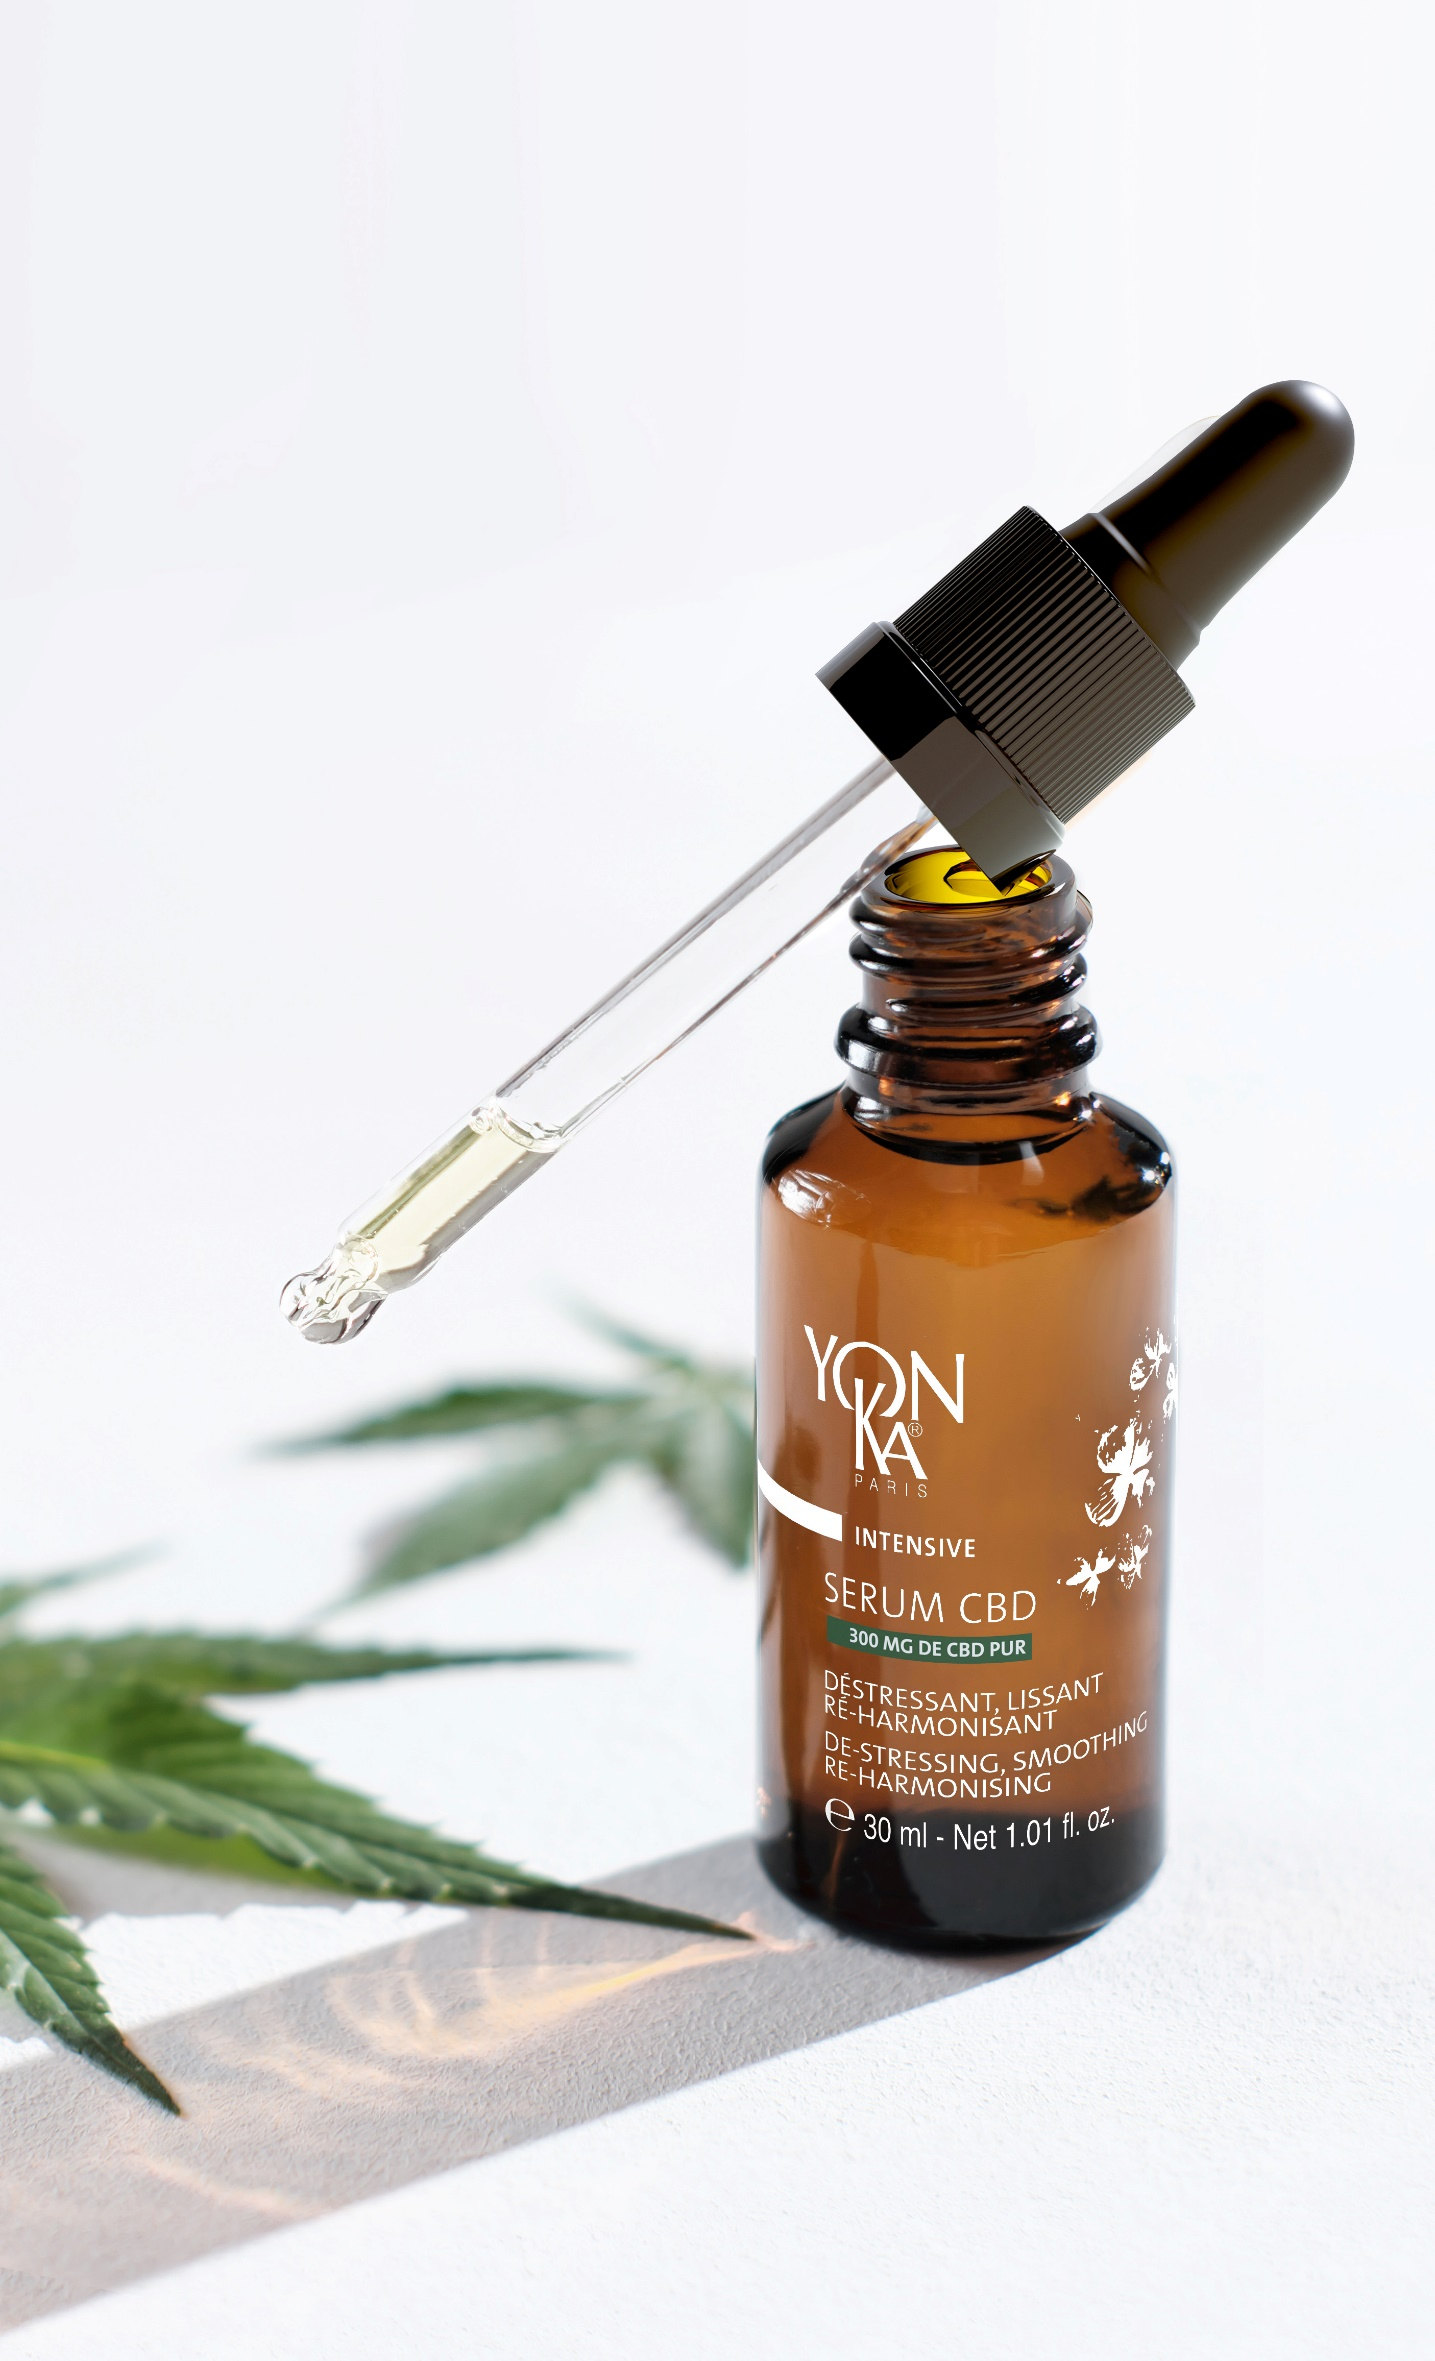 YON
KA®
PARIS
INTENSIVE
SERUM CBD
300 MG DE CBD PUR
DÉSTRESSANT, LISSANT
RÉ-HARMONISANT
DE-STRESSING, SMOOTHING
RE-HARMONISING
℮ 30 ml - Net 1.01 fl. oz.